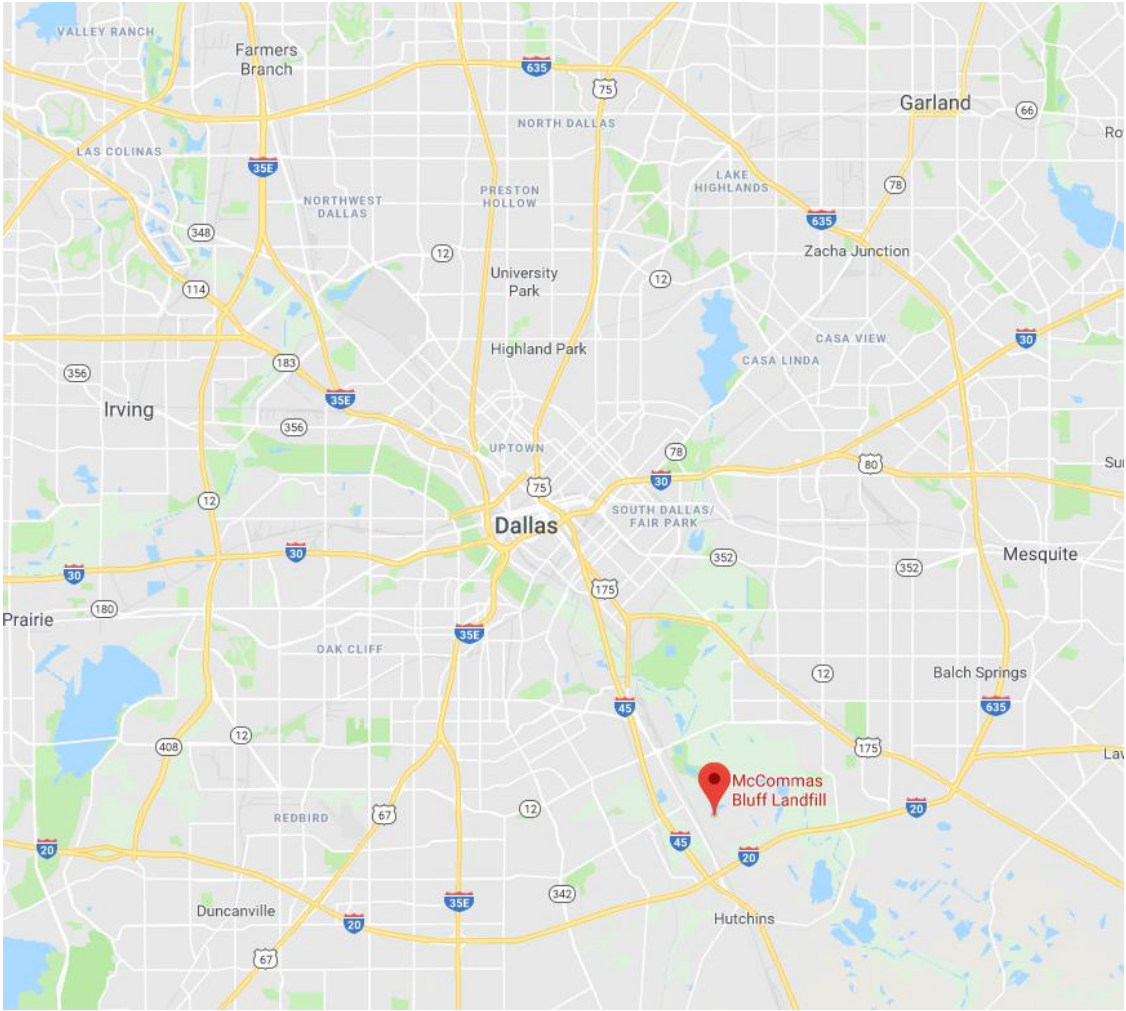 VALLEY RANCH
Farmers
Branch
635
75
Garland
66
Ro
NORTH DALLAS
LAS COLINAS
35E
LAKE
HIGHLANDS
78
PRESTON
HOLLOW
NORTHWEST
DALLAS
635
348
12
Zacha Junction
University
Park
12
114
30
CASA VIEW
Highland Park
CASA LINDA
183
356
35E
Irving
356
UPTOWN
78
80
Su
30
75
12
SOUTH DALLAS/
FAIR PARK
Dallas
30
352
Mesquite
352
30
175
180
Prairie
35E
OAK CLIFF
12
Balch Springs
45
635
12
408
175
Law
McCommas
Bluff Landfill
12
67
20
REDBIRD
45
20
20
342
35E
Duncanville
20
Hutchins
67